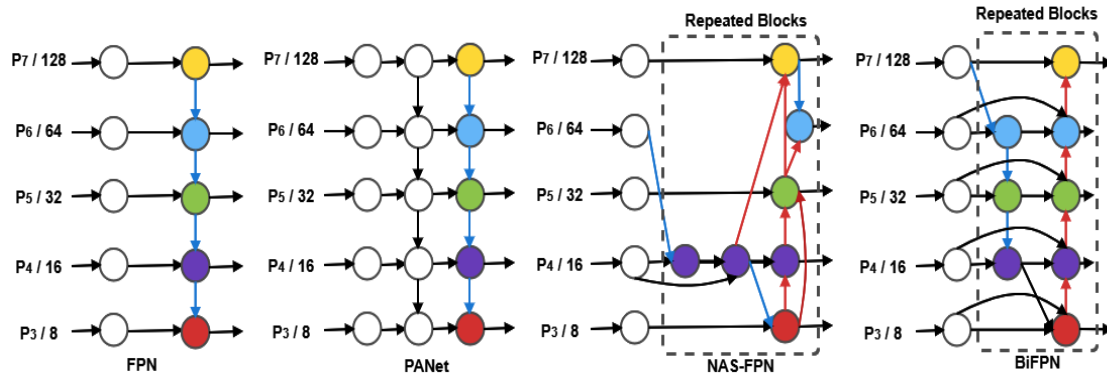 Repeated Blocks
Repeated Blocks
P7 / 128
P7 / 128
P7 / 128
P7 / 128
P6 / 64
P6 / 64
P6 / 64
P6 / 64
P5 / 32
P5 / 32
P5 / 32
P5 / 32
P4 / 16
P4 / 16
P4 / 16
P4 / 16
P3 / 8
P3 / 8
P3 / 8
P3 / 8
FPN
PANet
NAS-FPN
BiFPN